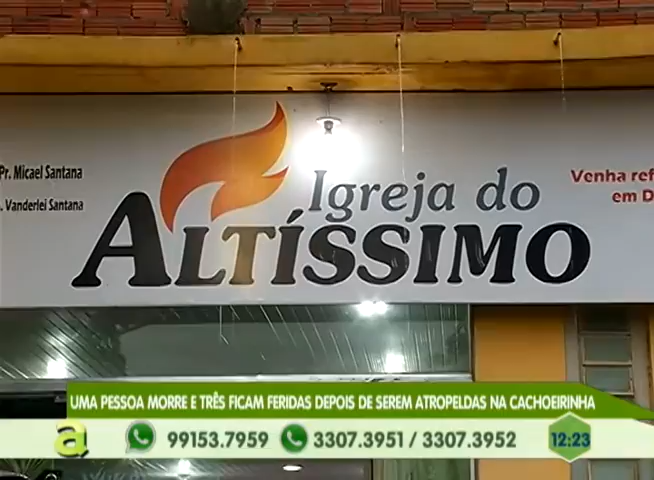 Pr. Micael Santana
. Vanderlei Santana
Igreja do
ALTÍSSIMO
Venha ref
em D
UMA PESSOA MORRE E TRÊS FICAM FERIDAS DEPOIS DE SEREM ATROPELDAS NA CACHOEIRINHA
a 99153.7959 3307.3951 / 3307.3952 12:23